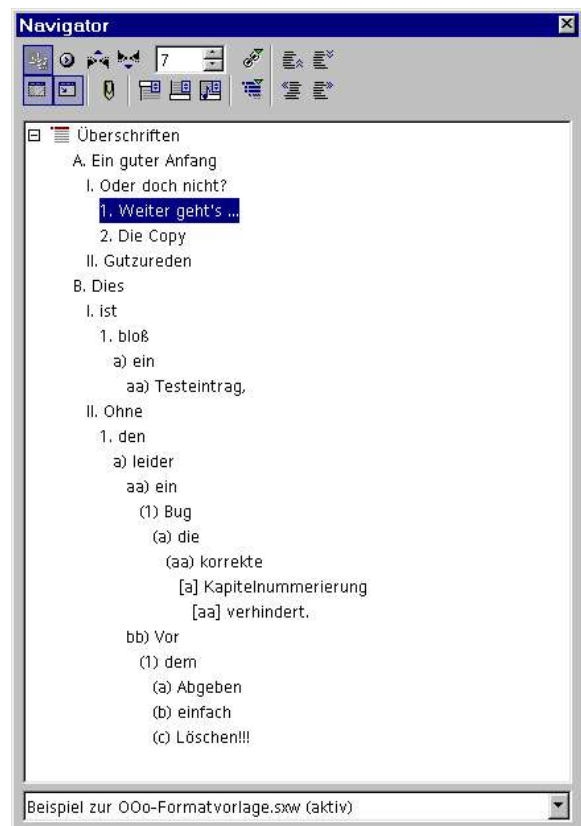 Navigator
7
Überschriften
A. Ein guter Anfang
I. Oder doch nicht?
1. Weiter geht's ...
2. Die Copy
II. Gutzureden
B. Dies
I. ist
1. bloß
a) ein
aa) Testeintrag,
II. Ohne
1. den
a) leider
aa) ein
(1) Bug
(a) die
(aa) korrekte
[a] Kapitelnummerierung
[aa] verhindert.
bb) Vor
(1) dem
(a) Abgeben
(b) einfach
(c) Löschen!!!
Beispiel zur OOo-Formatvorlage.sxw (aktiv)